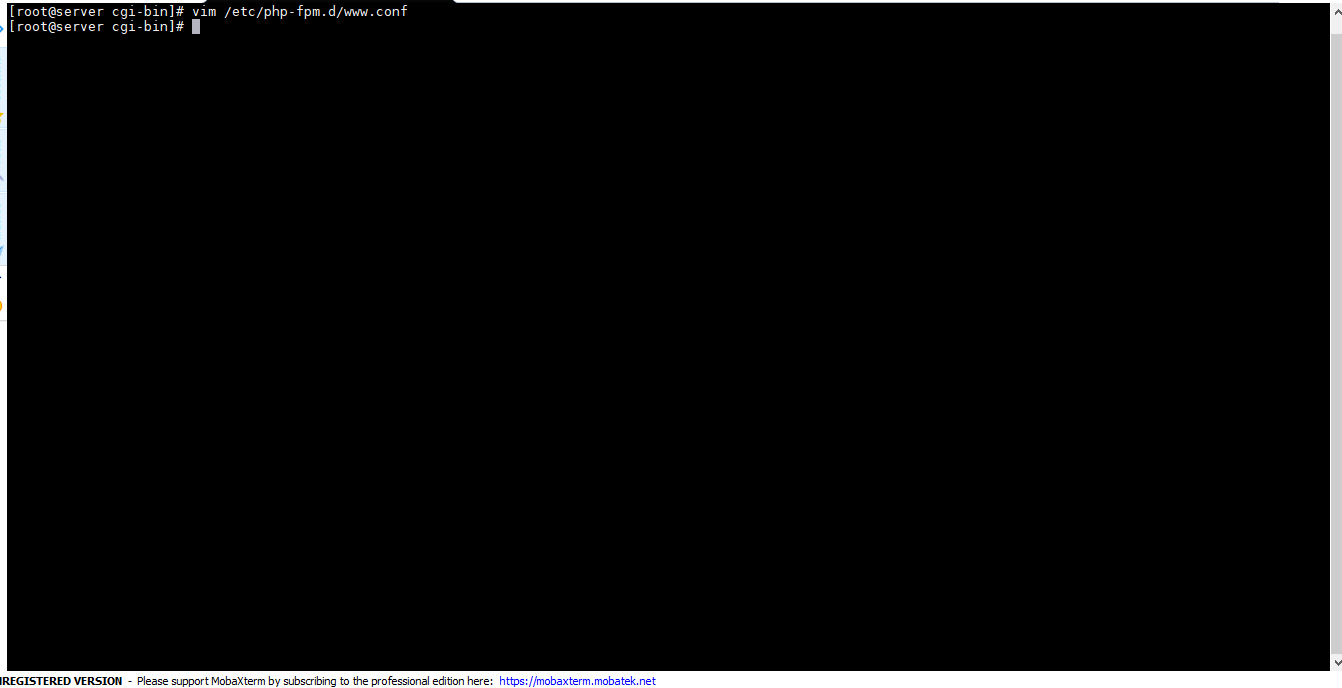 [root@server cgi-bin]# vim /etc/php-fpm.d/www.conf
[root@server cgi-bin]#
REGISTERED VERSION - Please support MobaXterm by subscribing to the professional edition here: https://mobaxterm.mobatek.net